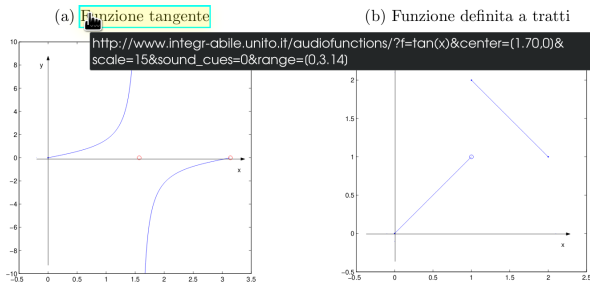 (a) Funzione tangente
(b) Funzione definita a tratti
http://www.integr-abile.unito.it/audiofunctions/?f=tan(x)&center=(1.70,0)&
scale=15&sound_cues=0&range=(0,3.14)
10
8
6
4
2
0
−2
−4
−6
−8
−10
y
x
−0.5 0 0.5 1 1.5 2 2.5 3 3.5
2
1.5
1
0.5
0
−0.5
x
−0.5 0 0.5 1 1.5 2 2.5